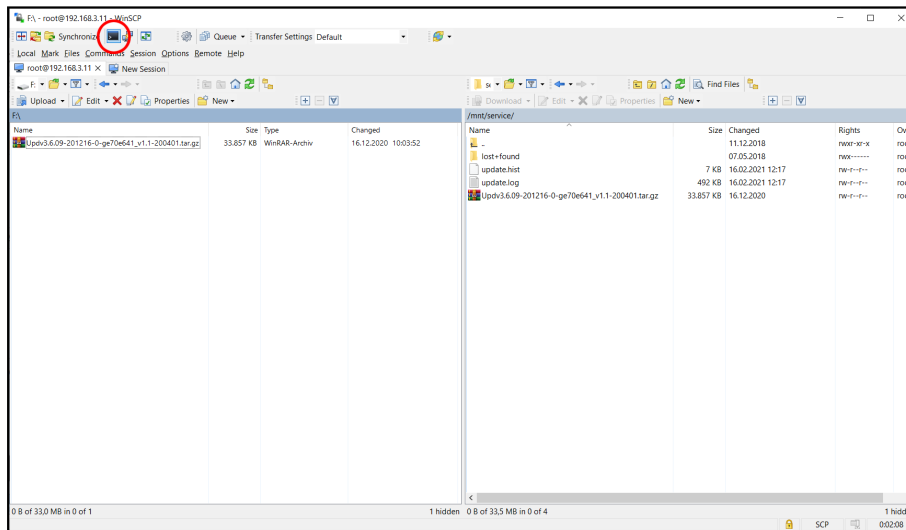 F:\ - root@192.168.3.11 - WinSCP
Synchronize Queue Transfer Settings Default
Local Mark Files Commands Session Options Remote Help
root@192.168.3.11 × New Session
F: Find Files
Upload Edit Properties New Download Edit Properties New
F:\ /mnt/service/
Name Size Type Changed Name Size Changed Rights Ow
Updv3.6.09-201216-0-ge70e641_v1.1-200401.tar.gz 33.857 KB WinRAR-Archiv 16.12.2020 10:03:52 .. 11.12.2018 rwxr-xr-x roo
lost+found 07.05.2018 rwx------ roo
update.hist 7 KB 16.02.2021 12:17 rw-r--r-- roo
update.log 492 KB 16.02.2021 12:17 rw-r--r-- roo
Updv3.6.09-201216-0-ge70e641_v1.1-200401.tar.gz 33.857 KB 16.12.2020 rw-r--r-- roo
0 B of 33,0 MB in 0 of 1 1 hidden 0 B of 33,5 MB in 0 of 4 1 hidd
SCP 0:02:08